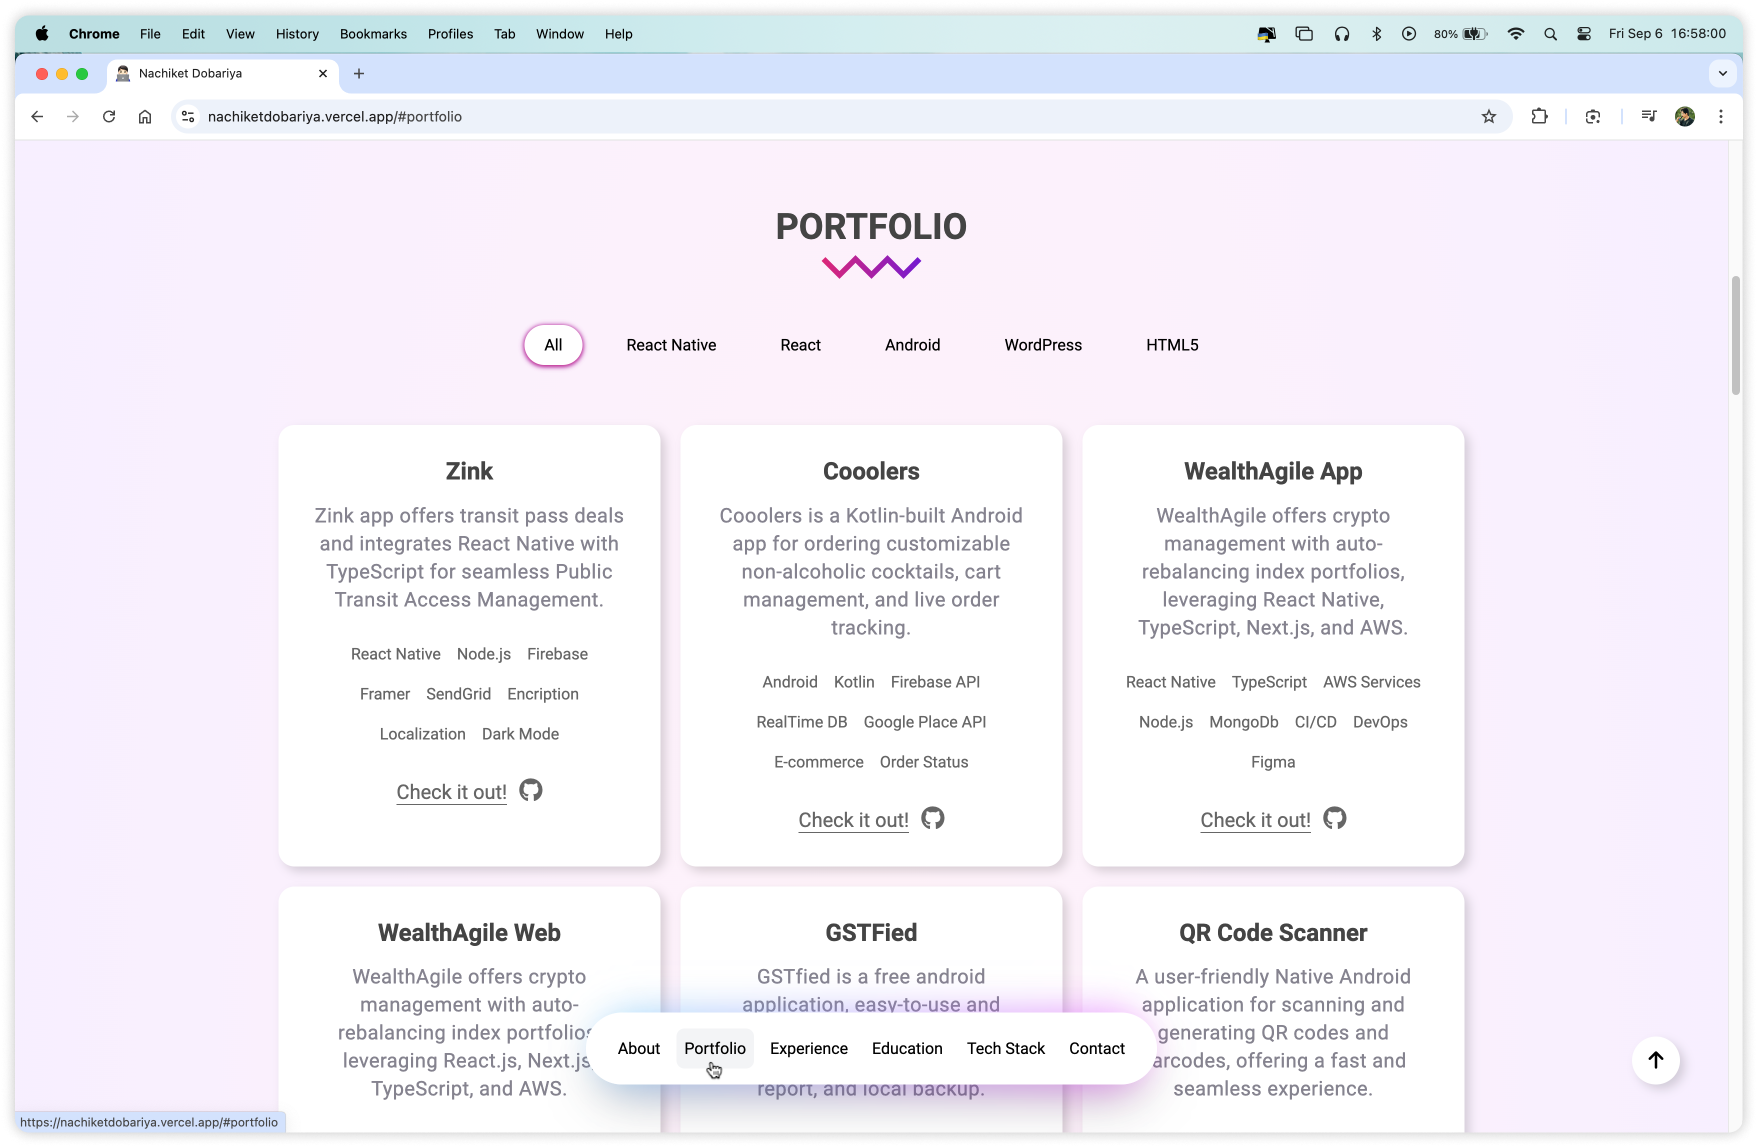 Chrome File Edit View History Bookmarks Profiles Tab Window Help 80% Fri Sep 6 16:58:00
Nachiket Dobariya
nachiketdobariya.vercel.app/#portfolio
PORTFOLIO
All React Native React Android WordPress HTML5
Zink
Zink app offers transit pass deals
and integrates React Native with
TypeScript for seamless Public
Transit Access Management.
React Native Node.js Firebase
Framer SendGrid Encription
Localization Dark Mode
Check it out!
Cooolers
Cooolers is a Kotlin-built Android
app for ordering customizable
non-alcoholic cocktails, cart
management, and live order
tracking.
Android Kotlin Firebase API
RealTime DB Google Place API
E-commerce Order Status
Check it out!
WealthAgile App
WealthAgile offers crypto
management with auto-
rebalancing index portfolios,
leveraging React Native,
TypeScript, Next.js, and AWS.
React Native TypeScript AWS Services
Node.js MongoDb CI/CD DevOps
Figma
Check it out!
WealthAgile Web
WealthAgile offers crypto
management with auto-
rebalancing index portfolios
leveraging React.js, Next.js
TypeScript, and AWS.
GSTFied
GSTfied is a free android
application, easy-to-use and
report, and local backup.
QR Code Scanner
A user-friendly Native Android
application for scanning and
generating QR codes and
arcodes, offering a fast and
seamless experience.
About Portfolio Experience Education Tech Stack Contact
https://nachiketdobariya.vercel.app/#portfolio